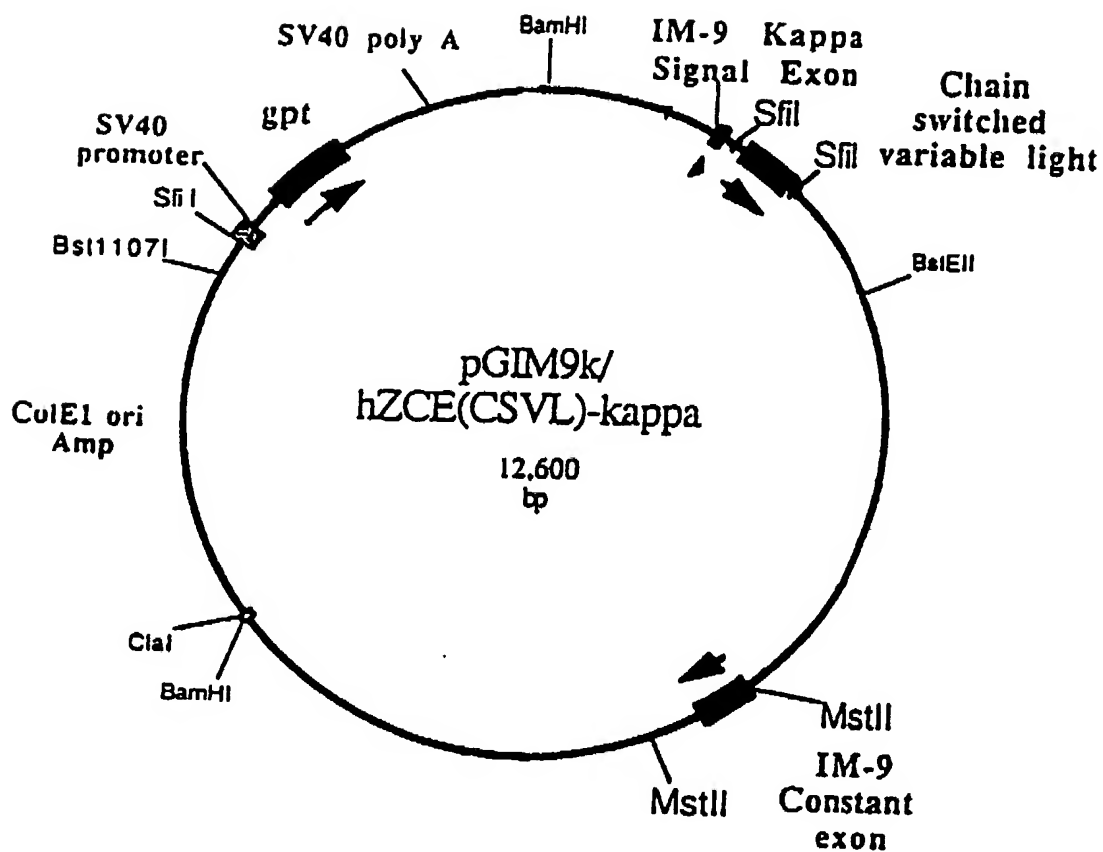 SV40 poly A
BamHI
IM-9 Kappa
Signal Exon
SfiI
Chain
switched
SfiI variable light
gpt
SV40
promoter
Sfi I
Bst1107I
BstEII
pGIM9k/
hZCE(CSVL)-kappa
12,600
bp
ColE1 ori
Amp
ClaI
BamHI
MstII
MstII
IM-9
Constant
exon